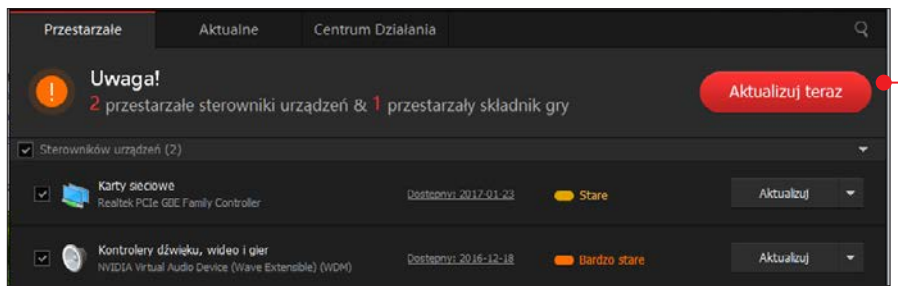 Przestarzałe Aktualne Centrum Działania
Uwaga!
2 przestarzałe sterowniki urządzeń & 1 przestarzały składnik gry
Aktualizuj teraz
Sterowników urządzeń (2)
Karty sieciowe
Realtek PCIe GBE Family Controller
Dostępny: 2017-01-23
Stare
Aktualizuj
Kontrolery dźwięku, wideo i gier
NVIDIA Virtual Audio Device (Wave Extensible) (WDM)
Dostępny: 2016-12-18
Bardzo stare
Aktualizuj